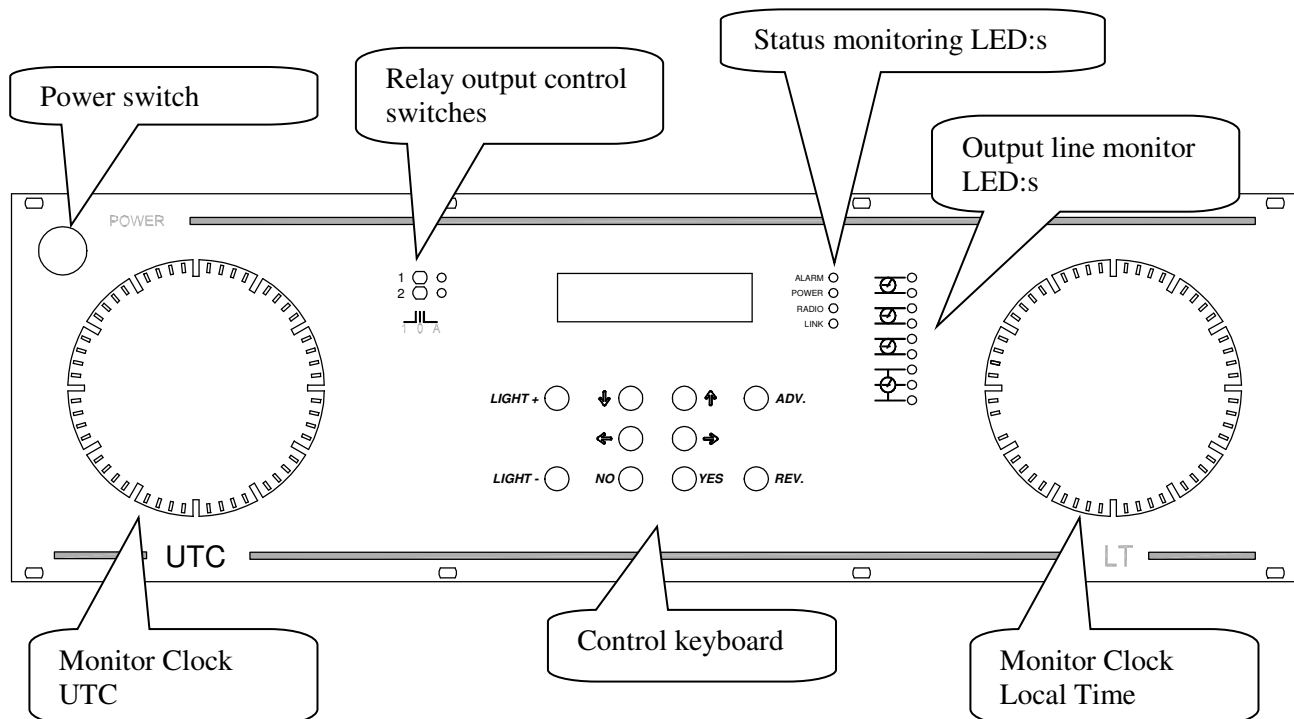 Status monitoring LED:s
Relay output control
switches
Power switch
Output line monitor
LED:s
POWER
1
2
1 0 A
ALARM
POWER
RADIO
LINK
LIGHT +
ADV.
LIGHT -
NO
YES
REV.
UTC
LT
Control keyboard
Monitor Clock
UTC
Monitor Clock
Local Time